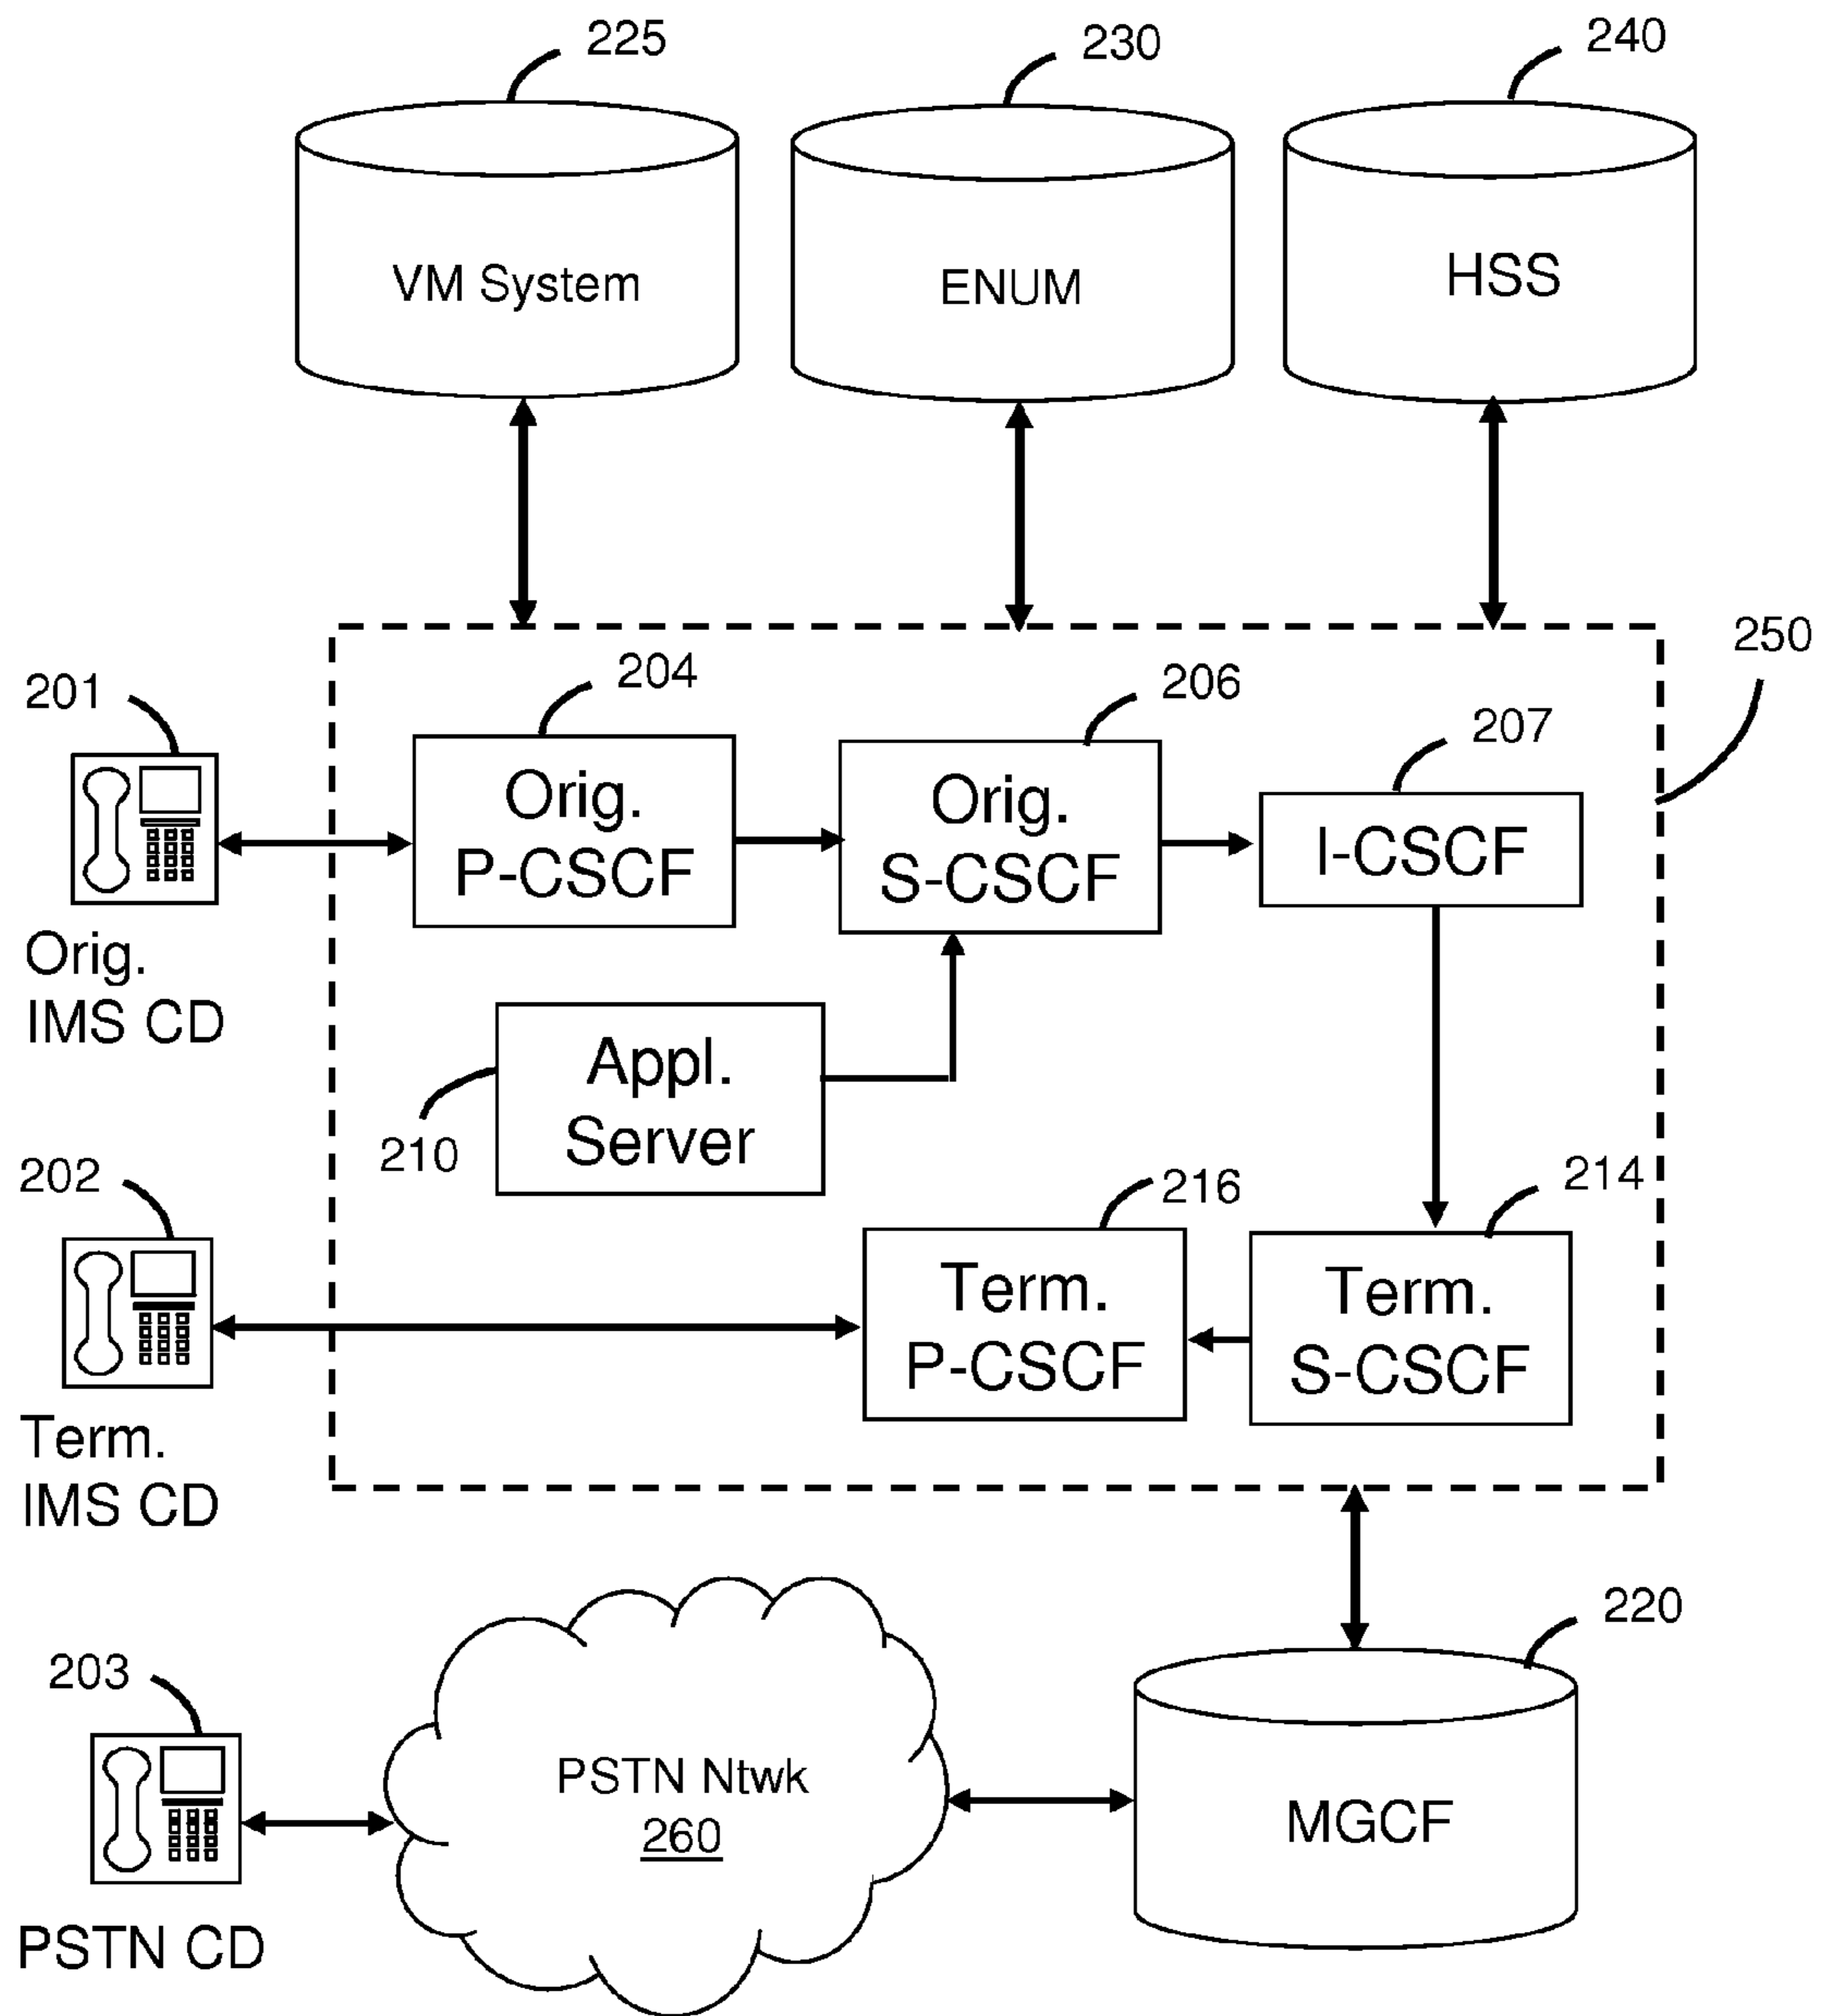 225
230
240
VM System
ENUM
HSS
250
201
204
206
207
Orig.
P-CSCF
Orig.
S-CSCF
I-CSCF
Orig.
IMS CD
Appl.
Server
210
202
216
214
Term.
P-CSCF
Term.
S-CSCF
Term.
IMS CD
220
203
PSTN Ntwk
260
MGCF
PSTN CD